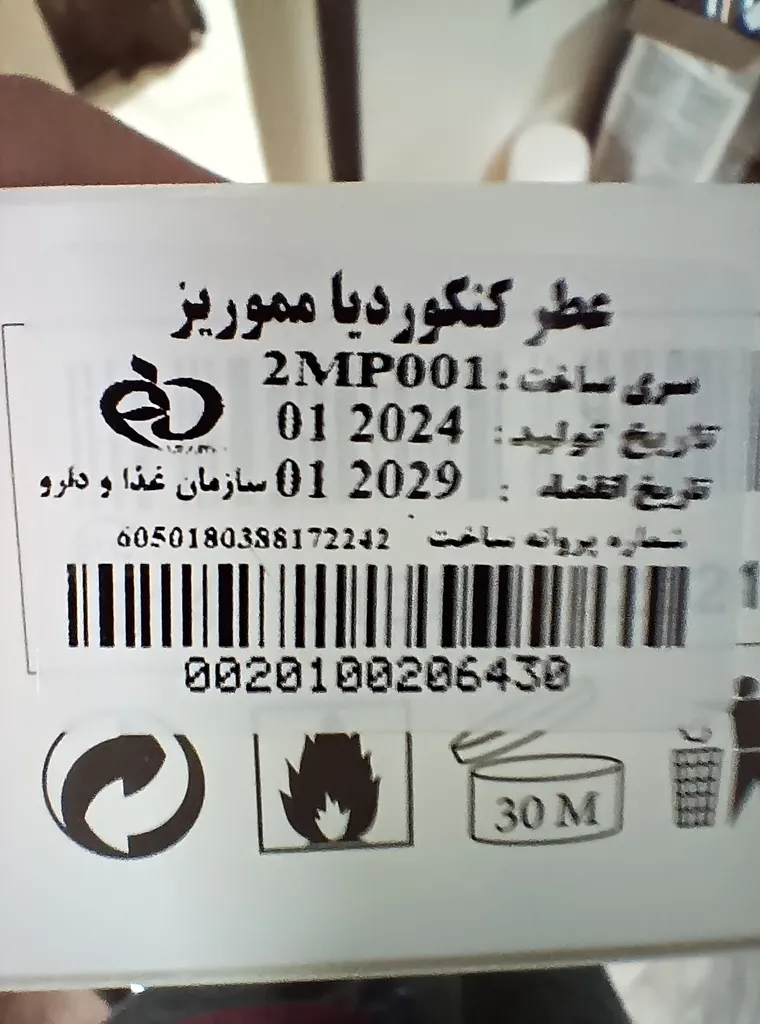 عطر کنکوردیا مموریز
سری ساخت : 2MP001
تاریخ تولید : 01 2024
تاریخ انقضاء : 01 2029
سازمان غذا و دارو
شماره پروانه ساخت 6050180388172242
0020100206430
30 M